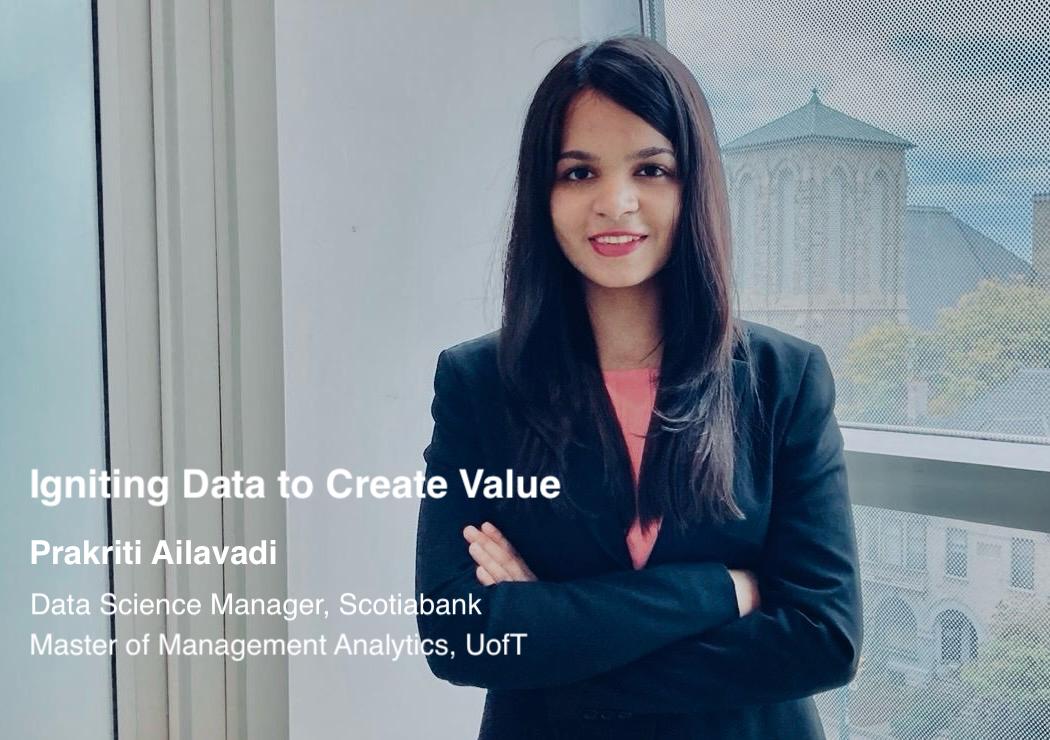 Igniting Data to Create Value
Prakriti Ailavadi
Data Science Manager, Scotiabank
Master of Management Analytics, UofT